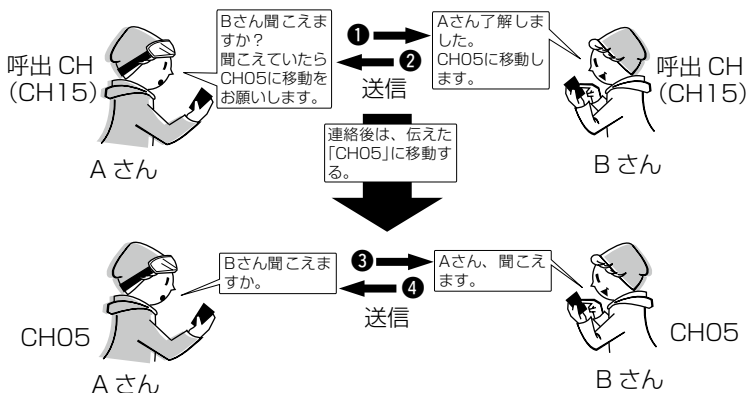 Bさん聞こえま
すか?
聞こえていたら
CH05に移動を
お願いします。
❶
❷
送信
Aさん了解しま
した。
CH05に移動し
ます。
呼出 CH
(CH15)
呼出 CH
(CH15)
A さん
B さん
連絡後は、伝えた
「CH05」に移動す
る。
Bさん聞こえま
すか。
❸
❹
送信
Aさん、聞こえ
ます。
CH05
CH05
A さん
B さん